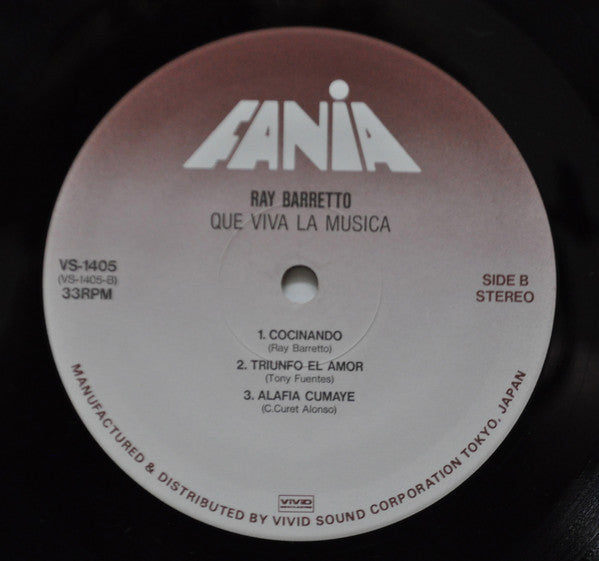 FANIA
RAY BARRETTO
QUE VIVA LA MUSICA
VS-1405
(VS-1405-B)
33RPM
SIDE B
STEREO
1. COCINANDO
(Ray Barretto)
2. TRIUNFO EL AMOR
(Tony Fuentes)
3. ALAFIA CUMAYE
(C.Curet Alonso)
VIVID
MANUFACTURED & DISTRIBUTED BY VIVID SOUND CORPORATION TOKYO, JAPAN